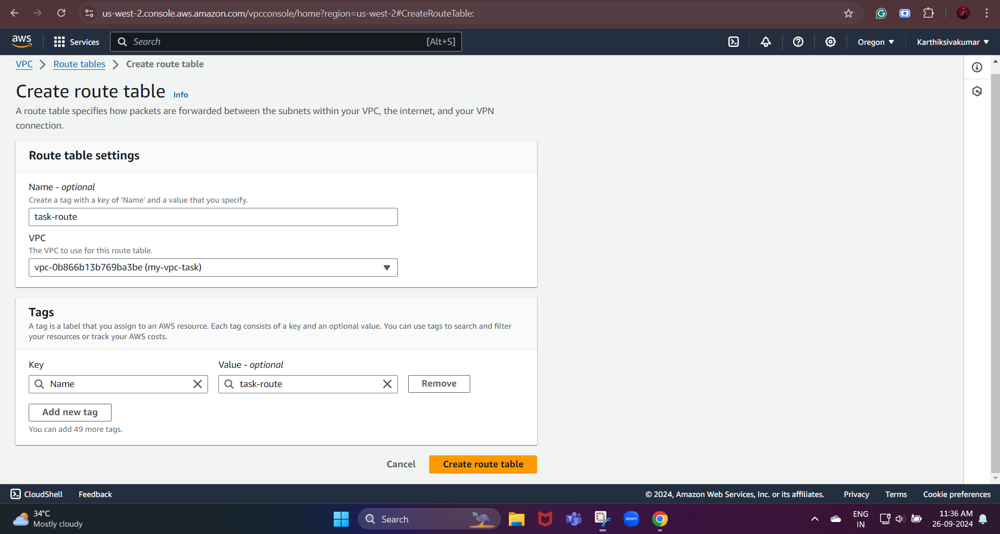 us-west-2.console.aws.amazon.com/vpcconsole/home?region=us-west-2#CreateRouteTable:
aws
Services
Search
[Alt+S]
Oregon
Karthiksivakumar
VPC
Route tables
Create route table
Create route table
Info
A route table specifies how packets are forwarded between the subnets within your VPC, the internet, and your VPN
connection.
Route table settings
Name - optional
Create a tag with a key of 'Name' and a value that you specify.
task-route
VPC
The VPC to use for this route table.
vpc-0b866b13b769ba3be (my-vpc-task)
Tags
A tag is a label that you assign to an AWS resource. Each tag consists of a key and an optional value. You can use tags to search and filter
your resources or track your AWS costs.
Key
Value - optional
Name
task-route
Remove
Add new tag
You can add 49 more tags.
Cancel
Create route table
CloudShell
Feedback
© 2024, Amazon Web Services, Inc. or its affiliates.
Privacy
Terms
Cookie preferences
34°C
Mostly cloudy
Search
zoom
ENG
IN
11:36 AM
26-09-2024